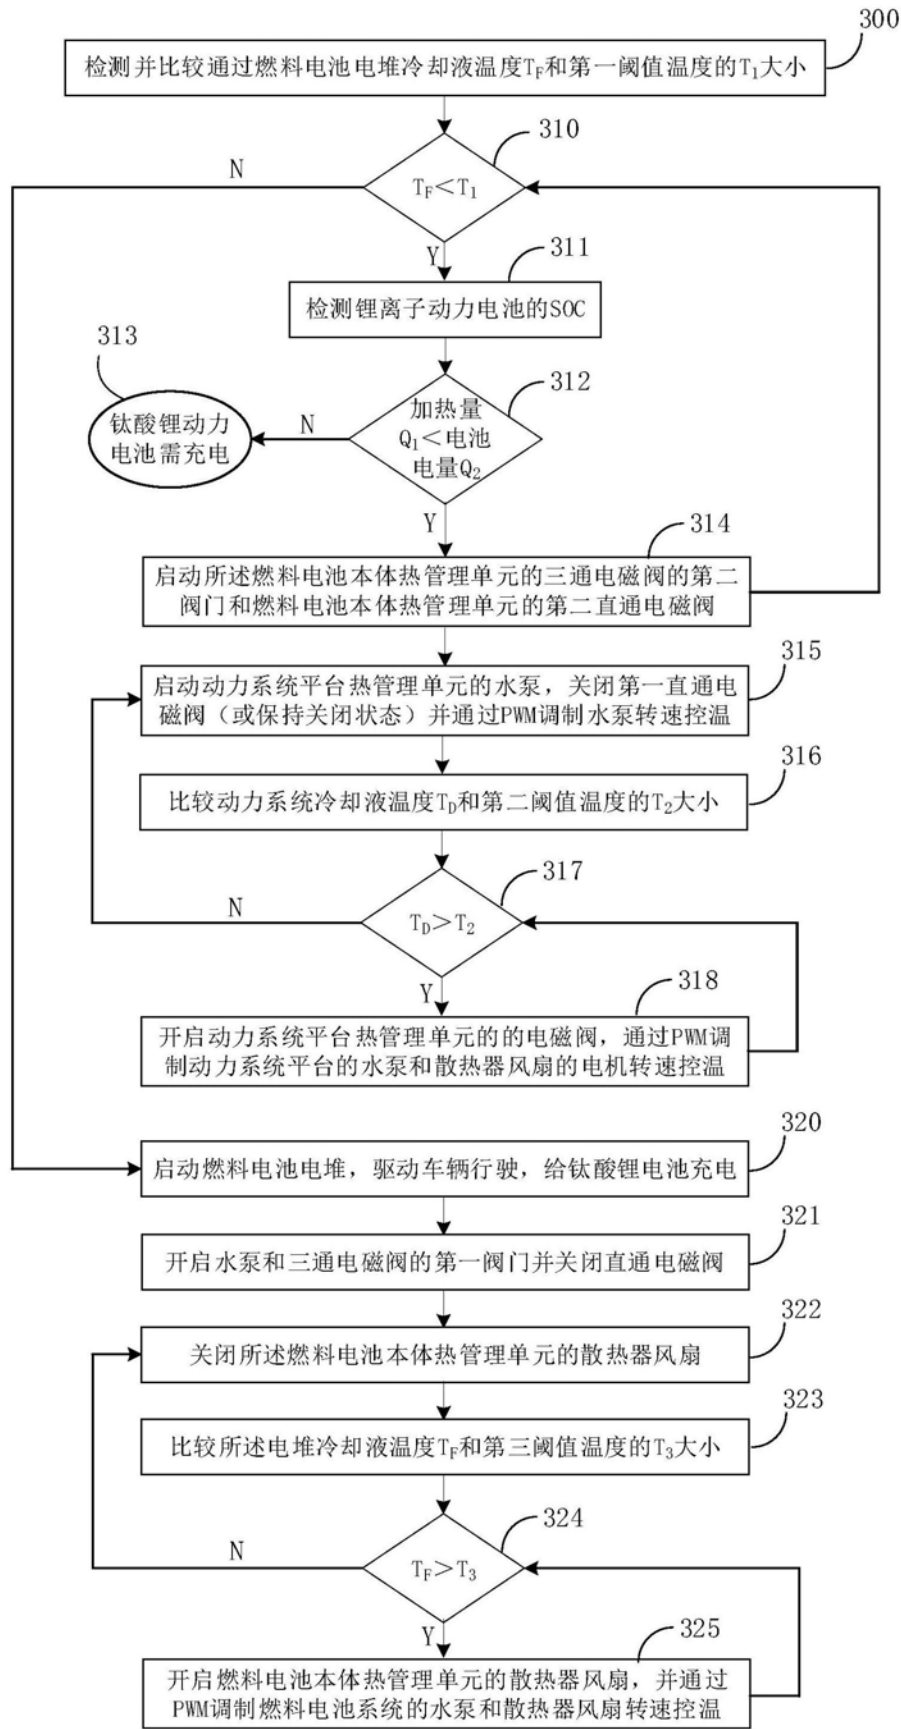 300
检测并比较通过燃料电池电堆冷却液温度T_F和第一阈值温度的T_1大小
310
N
T_F＜T_1
Y
311
检测锂离子动力电池的SOC
313
312
钛酸锂动力
电池需充电
N
加热量
Q_1＜电池
电量Q_2
Y
314
启动所述燃料电池本体热管理单元的三通电磁阀的第二
阀门和燃料电池本体热管理单元的第二直通电磁阀
315
启动动力系统平台热管理单元的水泵，关闭第一直通电
磁阀（或保持关闭状态）并通过PWM调制水泵转速控温
316
比较动力系统冷却液温度T_D和第二阈值温度的T_2大小
317
N
T_D＞T_2
Y
318
开启动力系统平台热管理单元的的电磁阀，通过PWM调
制动力系统平台的水泵和散热器风扇的电机转速控温
320
启动燃料电池电堆，驱动车辆行驶，给钛酸锂电池充电
321
开启水泵和三通电磁阀的第一阀门并关闭直通电磁阀
322
关闭所述燃料电池本体热管理单元的散热器风扇
323
比较所述电堆冷却液温度T_F和第三阈值温度的T_3大小
324
N
T_F＞T_3
Y
325
开启燃料电池本体热管理单元的散热器风扇，并通过
PWM调制燃料电池系统的水泵和散热器风扇转速控温